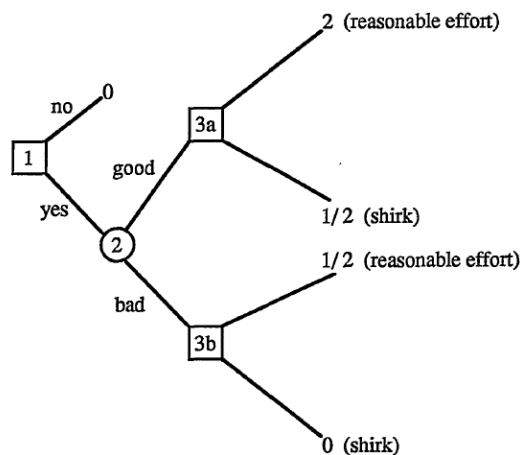 2 (reasonable effort)
no
0
3a
1
good
yes
1/2 (shirk)
2
1/2 (reasonable effort)
bad
3b
0 (shirk)